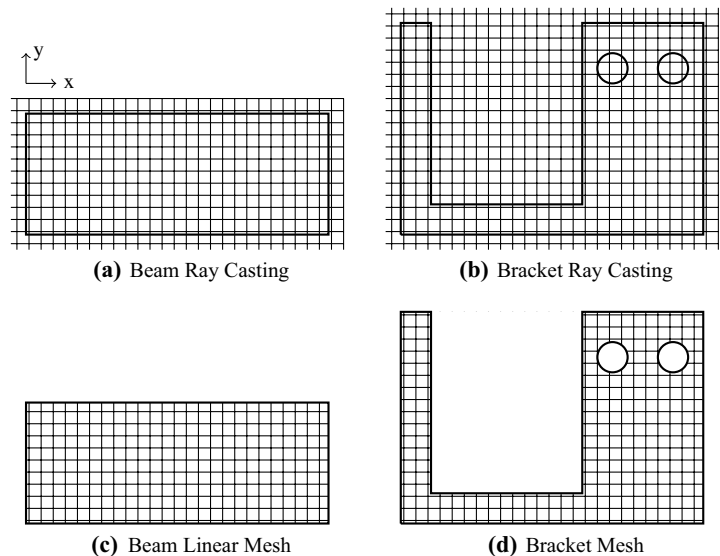 y
x
(a) Beam Ray Casting
(b) Bracket Ray Casting
(c) Beam Linear Mesh
(d) Bracket Mesh